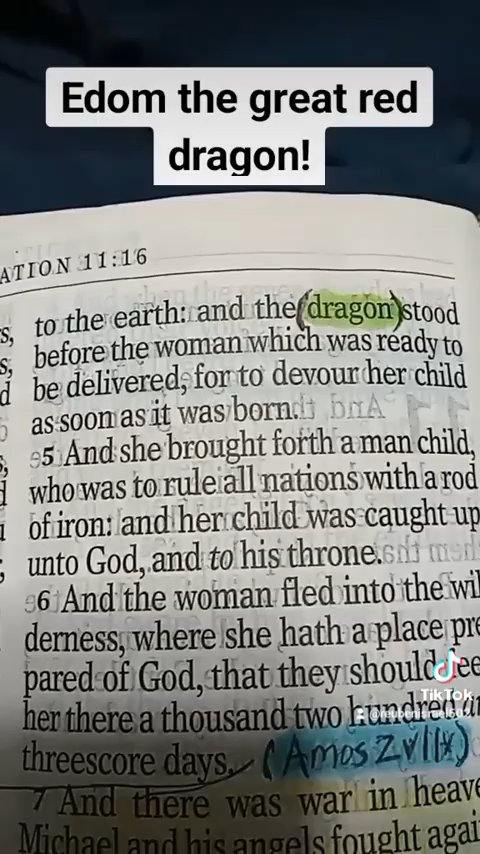 Edom the great red
dragon!
ATION 11:16
to the earth: and the (dragon) stood
before the woman which was ready to
be delivered, for to devour her child
as soon as it was born.
5 And she brought forth a man child,
who was to rule all nations with a rod
of iron: and her child was caught up
unto God, and to his throne.
6 And the woman fled into the wil
derness, where she hath a place pre
pared of God, that they should fee
her there a thousand two hundred an
threescore days. (Amos
7 And there was war in heave
Michael and his angels fought agai
TikTok